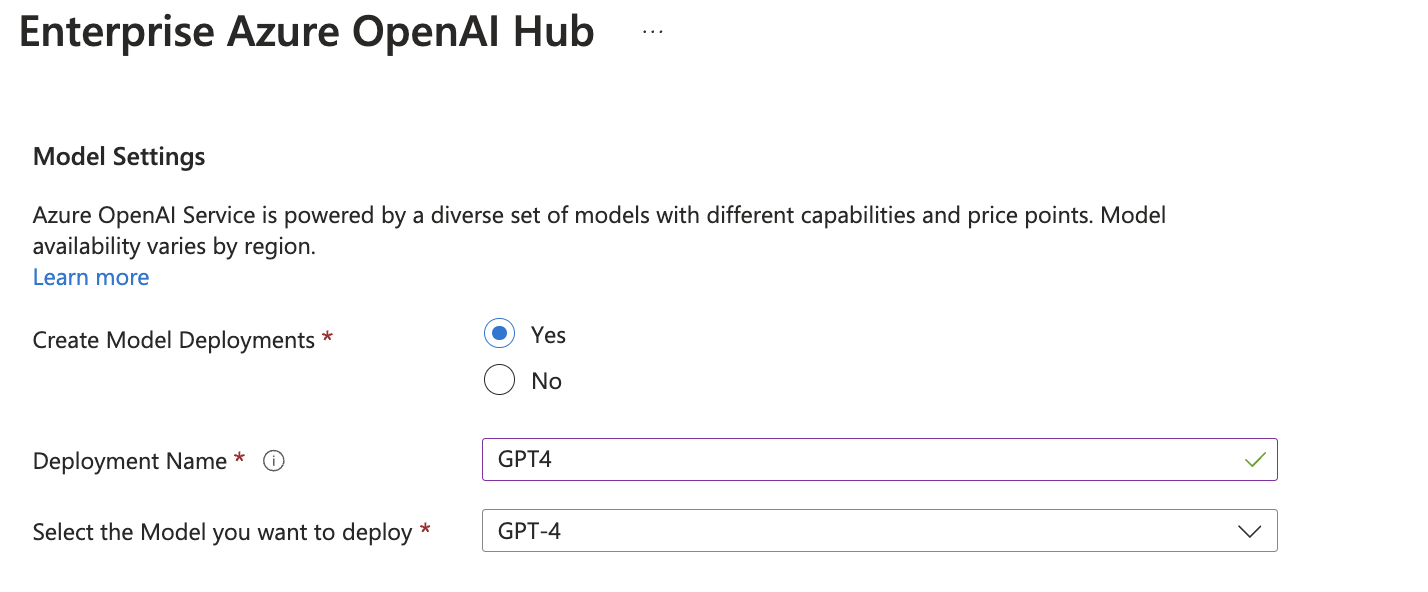 Enterprise Azure OpenAI Hub ...
Model Settings
Azure OpenAI Service is powered by a diverse set of models with different capabilities and price points. Model
availability varies by region.
Learn more
Create Model Deployments *
Yes
No
Deployment Name *
GPT4
Select the Model you want to deploy *
GPT-4